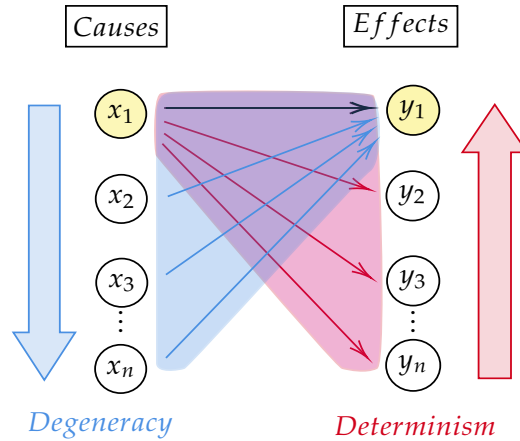 Causes Effects
x₁ y₁
x₂ y₂
x₃ y₃
xₙ yₙ
Degeneracy Determinism